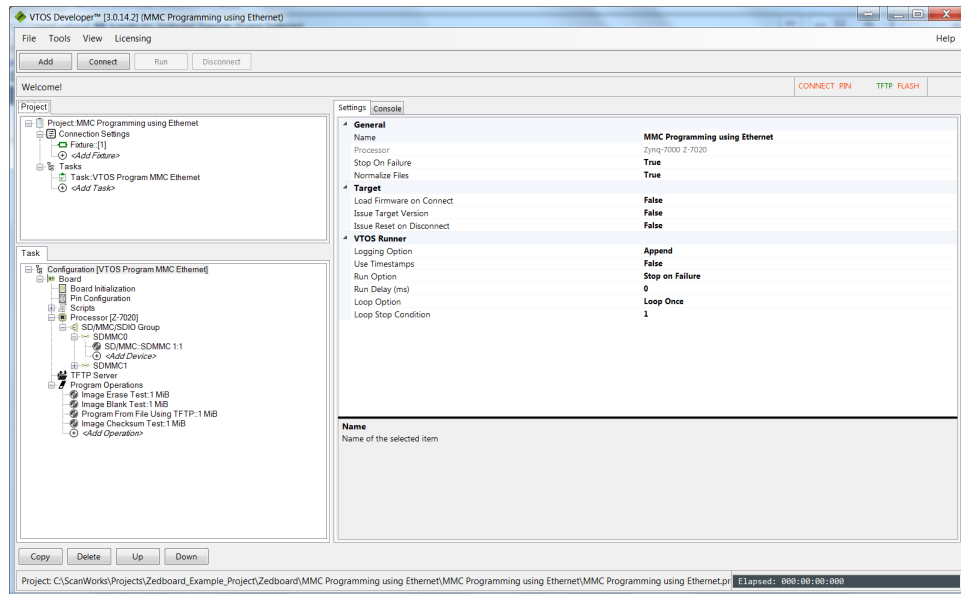 VTOS Developer™ [3.0.14.2] (MMC Programming using Ethernet)
File Tools View Licensing Help
Add Connect Run Disconnect
Welcome! CONNECT PIN TFTP FLASH
Project
Project:MMC Programming using Ethernet
Connection Settings
Fixture::[1]
<Add Fixture>
Tasks
Task::VTOS Program MMC Ethernet
<Add Task>
Task
Configuration [VTOS Program MMC Ethernet]
Board
Board Initialization
Pin Configuration
Scripts
Processor [Z-7020]
SD/MMC/SDIO Group
SDMMC0
SD/MMC::SDMMC 1:1
<Add Device>
SDMMC1
TFTP Server
Program Operations
Image Erase Test::1 MiB
Image Blank Test::1 MiB
Program From File Using TFTP::1 MiB
Image Checksum Test::1 MiB
<Add Operation>
Settings Console
General
Name MMC Programming using Ethernet
Processor Zynq-7000 Z-7020
Stop On Failure True
Normalize Files True
Target
Load Firmware on Connect False
Issue Target Version False
Issue Reset on Disconnect False
VTOS Runner
Logging Option Append
Use Timestamps False
Run Option Stop on Failure
Run Delay (ms) 0
Loop Option Loop Once
Loop Stop Condition 1
Name
Name of the selected item
Copy Delete Up Down
Project: C:\ScanWorks\Projects\Zedboard_Example_Project\Zedboard\MMC Programming using Ethernet\MMC Programming using Ethernet\MMC Programming using Ethernet.pr Elapsed: 000:00:00:000